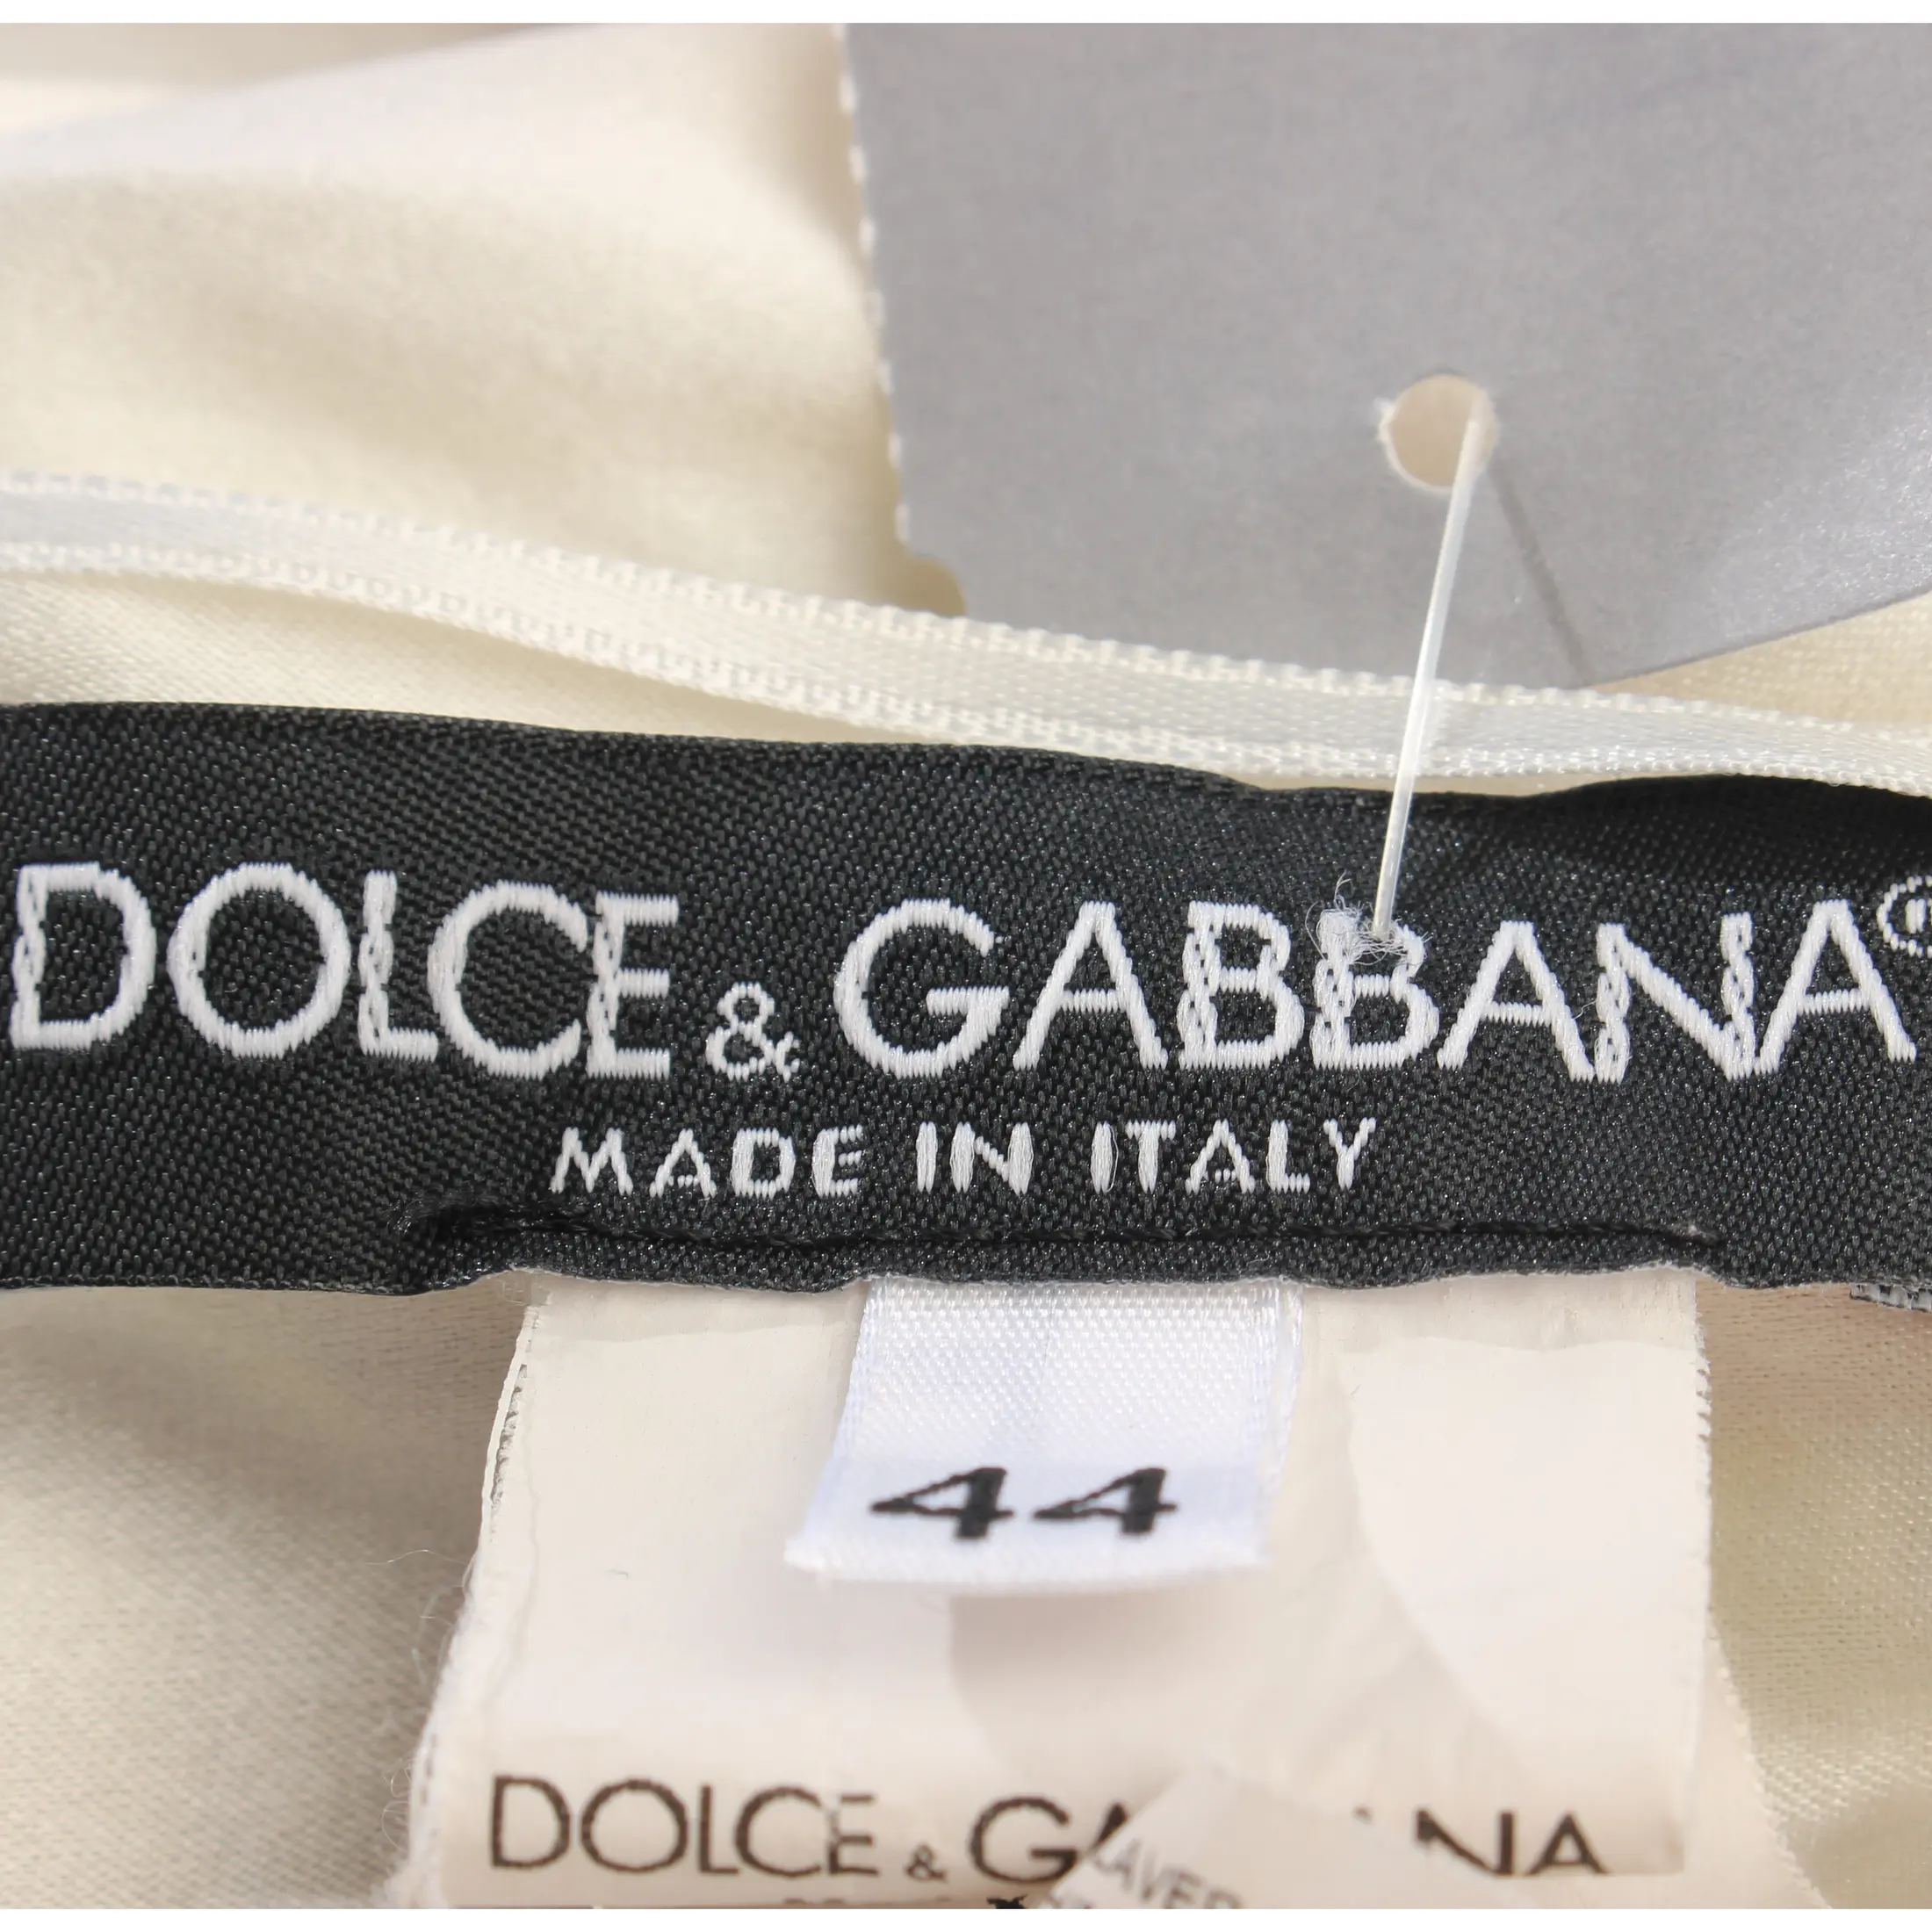 DOLCE & GABBANA®
MADE IN ITALY
44
DOLCE & GA NA